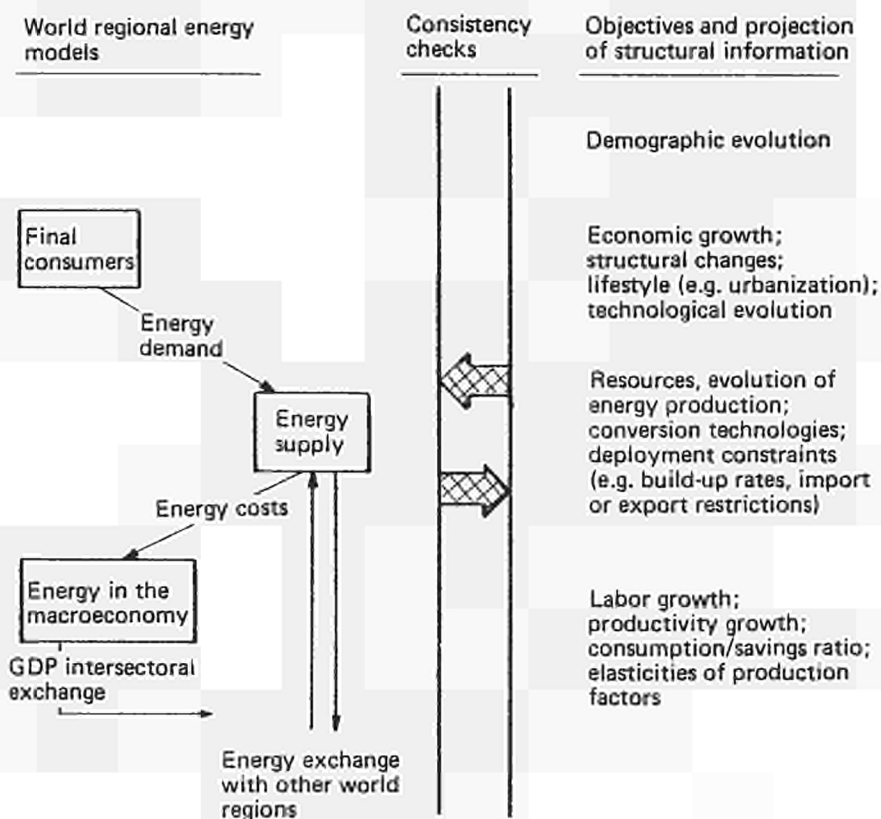 World regional energy
models
Consistency
checks
Objectives and projection
of structural information
Demographic evolution
Final
consumers
Economic growth;
structural changes;
lifestyle (e.g. urbanization);
technological evolution
Energy
demand
Resources, evolution of
energy production;
conversion technologies;
deployment constraints
(e.g. build-up rates, import
or export restrictions)
Energy
supply
Energy costs
Energy in the
macroeconomy
Labor growth;
productivity growth;
consumption/savings ratio;
elasticities of production
factors
GDP intersectoral
exchange
Energy exchange
with other world
regions